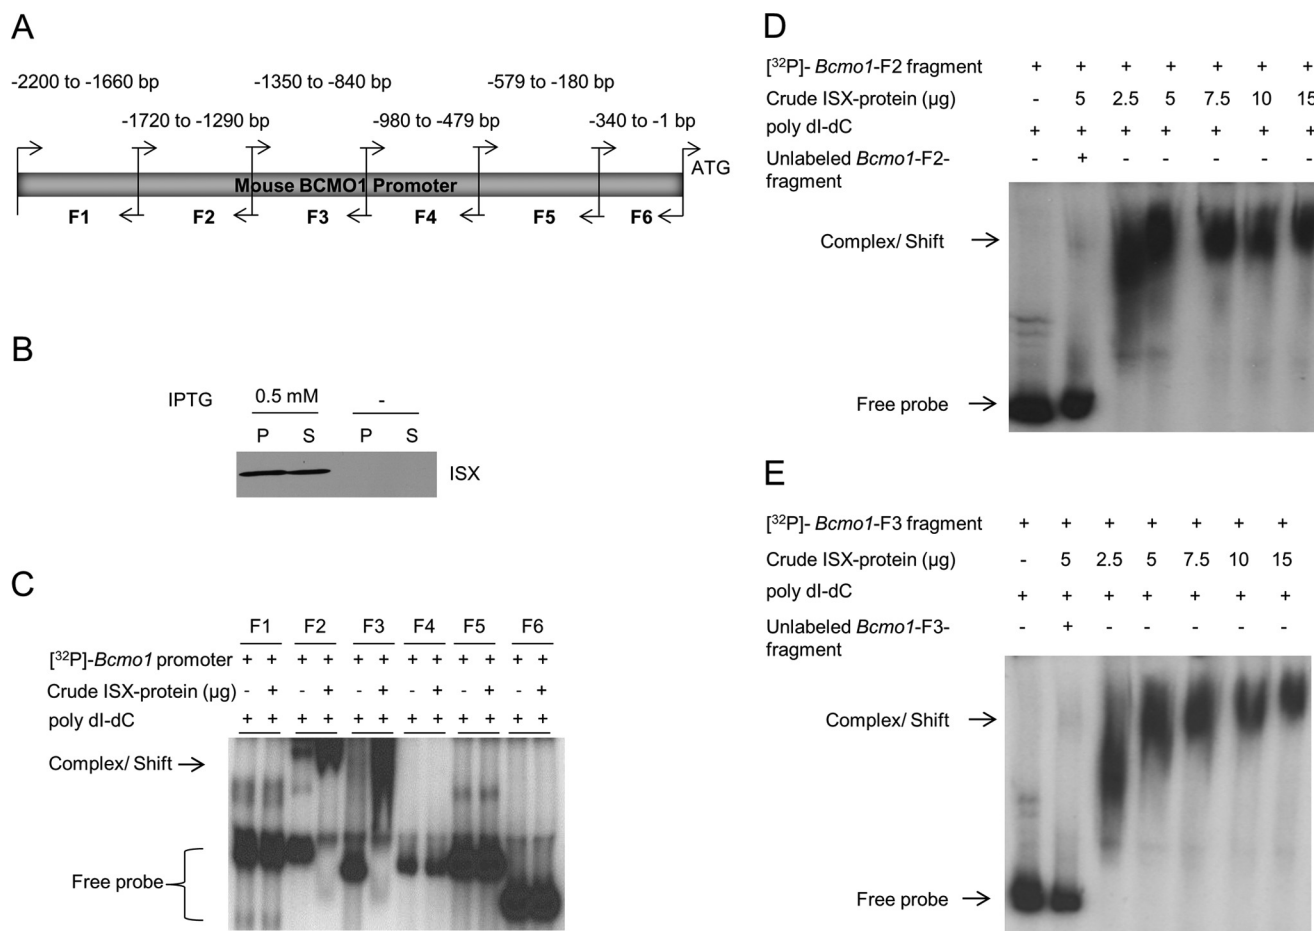 A
-2200 to -1660 bp
-1350 to -840 bp
-579 to -180 bp
-1720 to -1290 bp
-980 to -479 bp
-340 to -1 bp
ATG
Mouse BCMO1 Promoter
F1 F2 F3 F4 F5 F6
B
IPTG 0.5 mM -
P S P S
ISX
C
F1 F2 F3 F4 F5 F6
[³²P]-Bcmo1 promoter + + + + + + + + + + + +
Crude ISX-protein (µg) - + - + - + - + - + - +
poly dI-dC + + + + + + + + + + + +
Complex/ Shift
Free probe
D
[³²P]- Bcmo1-F2 fragment + + + + + + +
Crude ISX-protein (µg) - 5 2.5 5 7.5 10 15
poly dI-dC + + + + + + +
Unlabeled Bcmo1-F2- - + - - - - -
fragment
Complex/ Shift
Free probe
E
[³²P]- Bcmo1-F3 fragment + + + + + + +
Crude ISX-protein (µg) - 5 2.5 5 7.5 10 15
poly dI-dC + + + + + + +
Unlabeled Bcmo1-F3- - + - - - - -
fragment
Complex/ Shift
Free probe